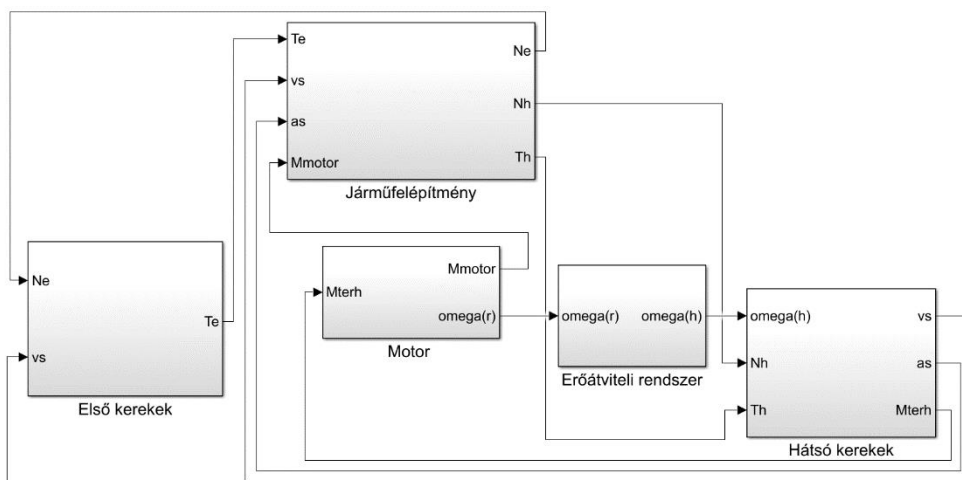 Te
vs
as
Mmotor
Ne
Nh
Th
Járműfelépítmény
Ne
vs
Te
Első kerekek
Mterh
Mmotor
omega(r)
Motor
omega(r)
omega(h)
Erőátviteli rendszer
omega(h)
Nh
Th
vs
as
Mterh
Hátsó kerekek